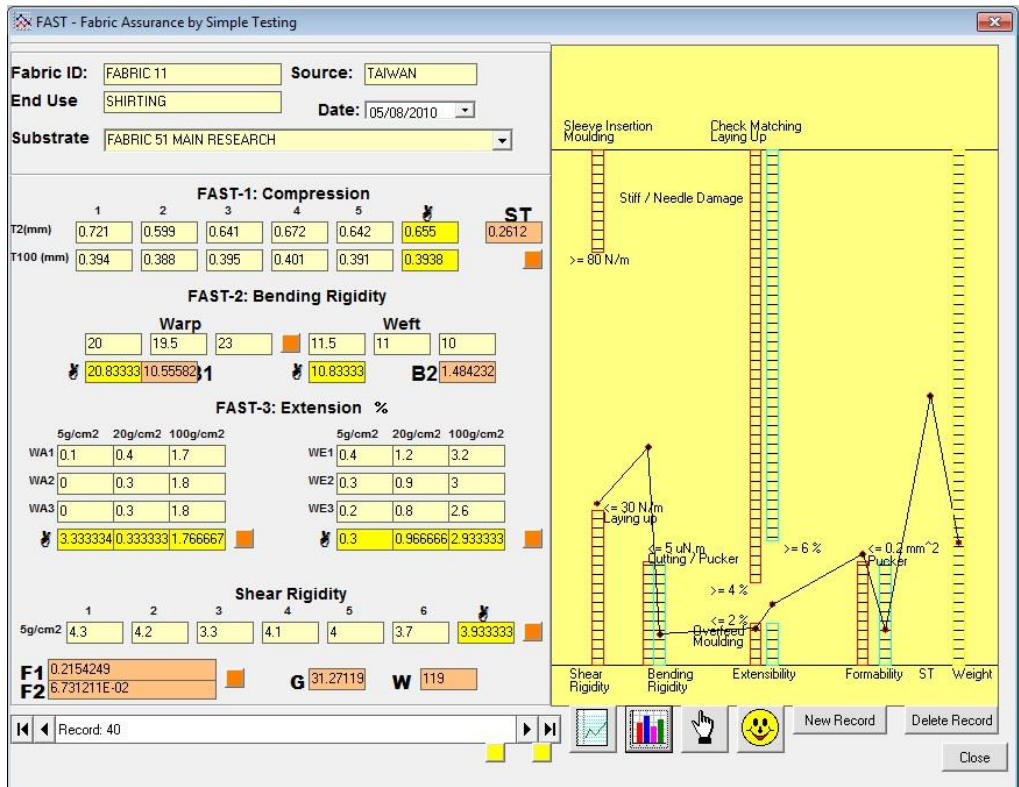 FAST - Fabric Assurance by Simple Testing
Fabric ID: FABRIC 11 Source: TAIWAN
End Use SHIRTING Date: 05/08/2010
Substrate FABRIC 51 MAIN RESEARCH
FAST-1: Compression
1 2 3 4 5 ST
T2(mm) 0.721 0.599 0.641 0.672 0.642 0.655 0.2612
T100 (mm) 0.394 0.388 0.395 0.401 0.391 0.3938
FAST-2: Bending Rigidity
Warp Weft
20 19.5 23 11.5 11 10
20.83333 10.55582 31 10.83333 B2 1.484232
FAST-3: Extension %
5g/cm2 20g/cm2 100g/cm2 5g/cm2 20g/cm2 100g/cm2
WA1 0.1 0.4 1.7 WE1 0.4 1.2 3.2
WA2 0 0.3 1.8 WE2 0.3 0.9 3
WA3 0 0.3 1.8 WE3 0.2 0.8 2.6
3.333334 0.333333 1.766667 0.3 0.966666 2.933333
Shear Rigidity
1 2 3 4 5 6
5g/cm2 4.3 4.2 3.3 4.1 4 3.7 3.933333
F1 0.2154249
F2 6.731211E-02
G 31.27119 W 119
Record: 40
Sleeve Insertion
Moulding
Check Matching
Laying Up
Stiff / Needle Damage
>= 80 N/m
<= 30 N/m
Laying up
<= 5 uN.m
Cutting / Pucker
>= 6 %
<= 0.2 mm^2
Pucker
>= 4 %
<= 2 %
Overfeed
Moulding
Shear
Rigidity
Bending
Rigidity
Extensibility
Formability
ST
Weight
New Record
Delete Record
Close